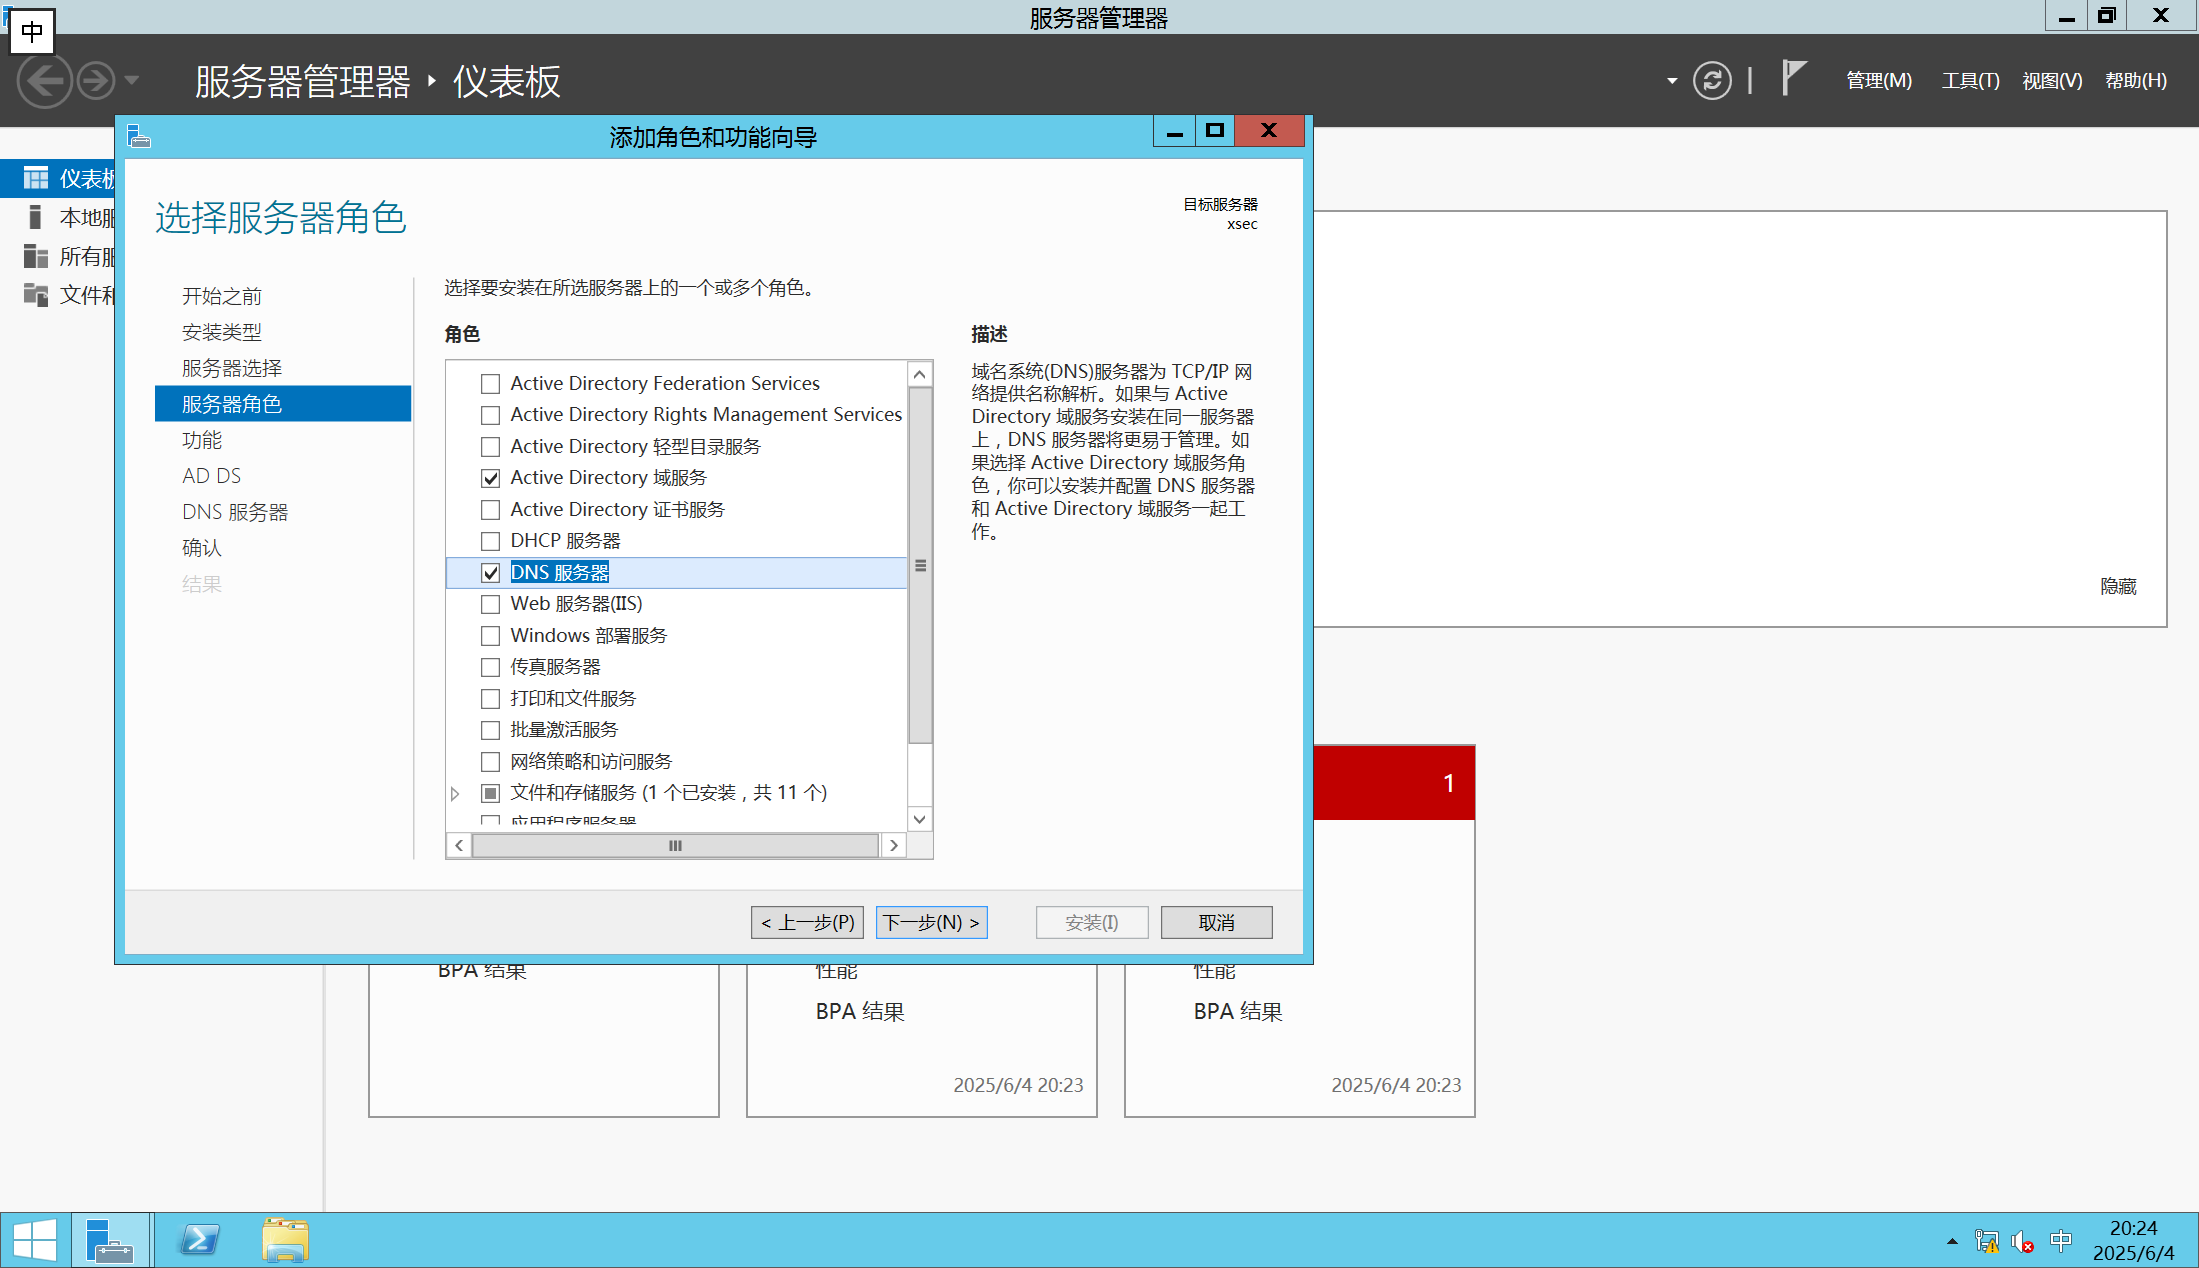 服务器管理器
中
服务器管理器 ‣ 仪表板
管理(M)
工具(T)
视图(V)
帮助(H)
添加角色和功能向导
仪表板
本地服
所有服
文件和
选择服务器角色
目标服务器
xsec
开始之前
安装类型
服务器选择
服务器角色
功能
AD DS
DNS 服务器
确认
结果
选择要安装在所选服务器上的一个或多个角色。
角色
Active Directory Federation Services
Active Directory Rights Management Services
Active Directory 轻型目录服务
Active Directory 域服务
Active Directory 证书服务
DHCP 服务器
DNS 服务器
Web 服务器(IIS)
Windows 部署服务
传真服务器
打印和文件服务
批量激活服务
网络策略和访问服务
文件和存储服务 (1 个已安装，共 11 个)
应用程序服务器
描述
域名系统(DNS)服务器为 TCP/IP 网
络提供名称解析。如果与 Active
Directory 域服务安装在同一服务器
上，DNS 服务器将更易于管理。如
果选择 Active Directory 域服务角
色，你可以安装并配置 DNS 服务器
和 Active Directory 域服务一起工
作。
隐藏
1
< 上一步(P)
下一步(N) >
安装(I)
取消
BPA 结果
性能
BPA 结果
2025/6/4 20:23
性能
BPA 结果
2025/6/4 20:23
中
20:24
2025/6/4